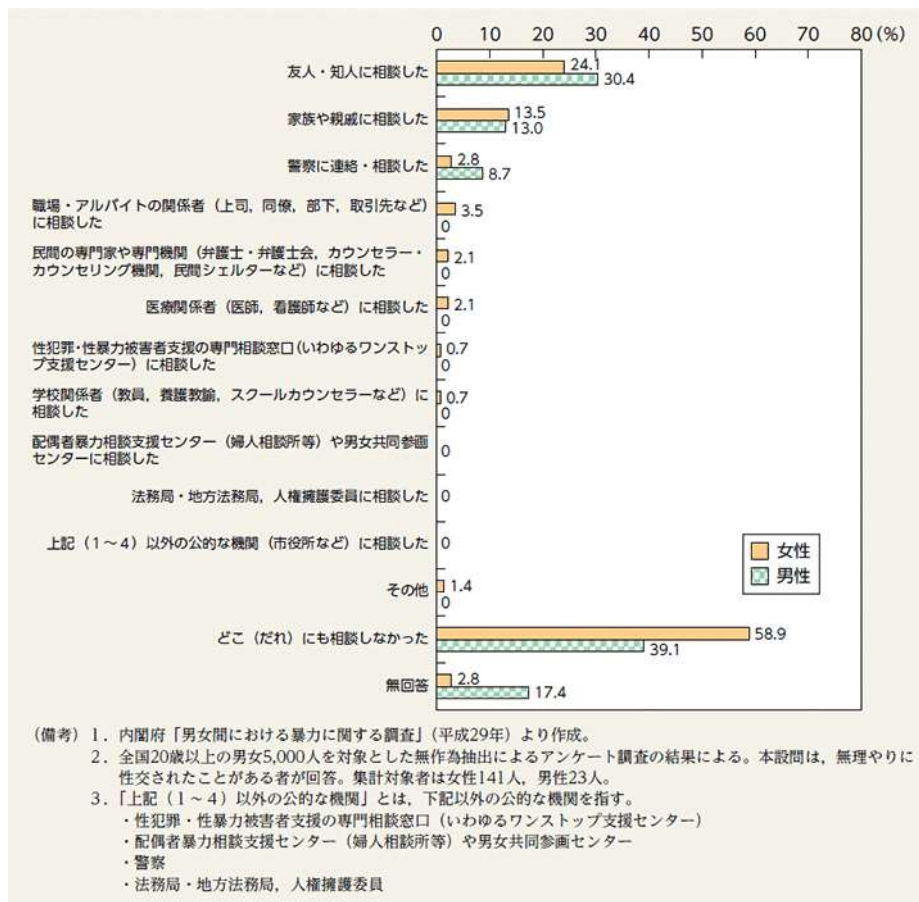 0 10 20 30 40 50 60 70 80 (%)
友人・知人に相談した
24.1
30.4
家族や親戚に相談した
13.5
13.0
警察に連絡・相談した
2.8
8.7
職場・アルバイトの関係者（上司，同僚，部下，取引先など）
に相談した
3.5
0
民間の専門家や専門機関（弁護士・弁護士会，カウンセラー・
カウンセリング機関，民間シェルターなど）に相談した
2.1
0
医療関係者（医師，看護師など）に相談した
2.1
0
性犯罪・性暴力被害者支援の専門相談窓口（いわゆるワンストッ
プ支援センター）に相談した
0.7
0
学校関係者（教員，養護教諭，スクールカウンセラーなど）に
相談した
0.7
0
配偶者暴力相談支援センター（婦人相談所等）や男女共同参画
センターに相談した
0
法務局・地方法務局，人権擁護委員に相談した
0
上記（１～４）以外の公的な機関（市役所など）に相談した
0
女性
男性
その他
1.4
0
どこ（だれ）にも相談しなかった
58.9
39.1
無回答
2.8
17.4
（備考）１．内閣府「男女間における暴力に関する調査」（平成29年）より作成。
２．全国20歳以上の男女5,000人を対象とした無作為抽出によるアンケート調査の結果による。本設問は，無理やりに
性交されたことがある者が回答。集計対象者は女性141人，男性23人。
３．「上記（１～４）以外の公的な機関」とは，下記以外の公的な機関を指す。
・性犯罪・性暴力被害者支援の専門相談窓口（いわゆるワンストップ支援センター）
・配偶者暴力相談支援センター（婦人相談所等）や男女共同参画センター
・警察
・法務局・地方法務局，人権擁護委員